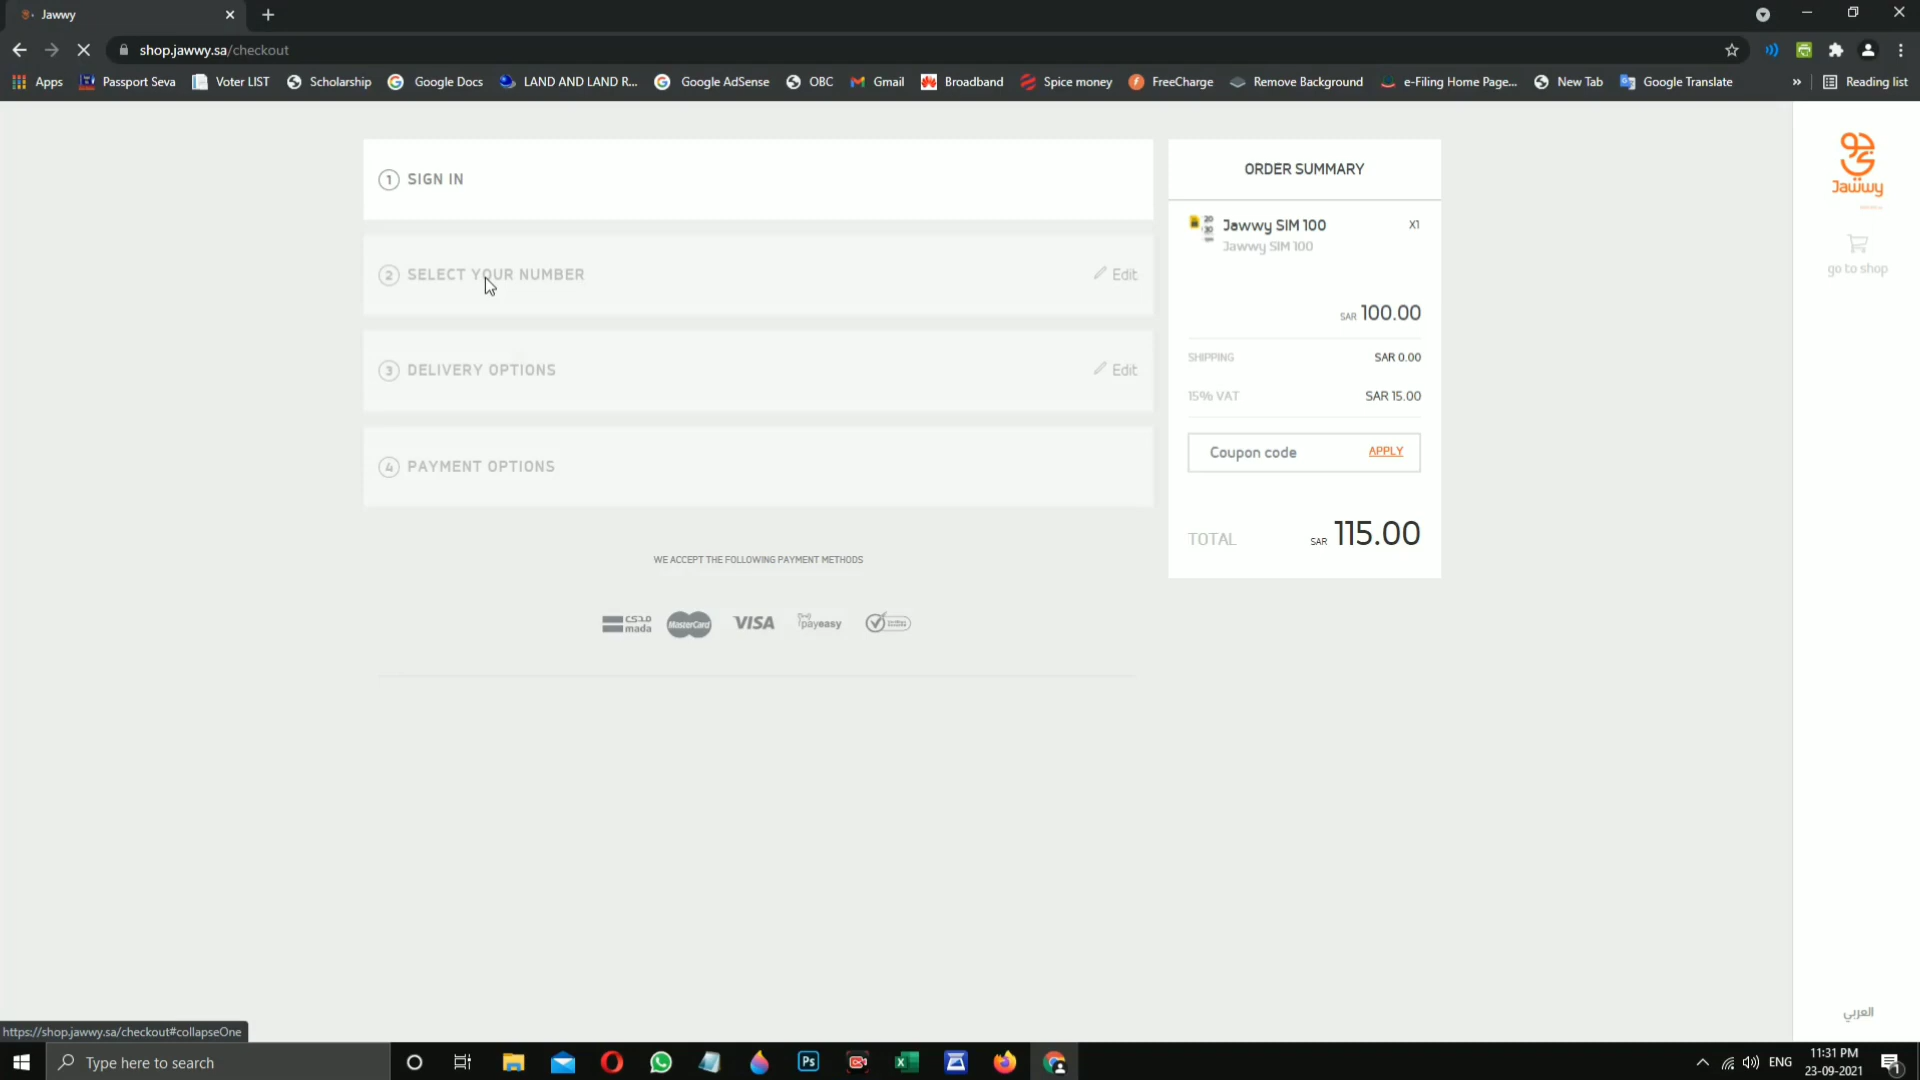 Jawwy
shop.jawwy.sa/checkout
Apps
Passport Seva
Voter LIST
Scholarship
Google Docs
LAND AND LAND R...
Google AdSense
OBC
Gmail
Broadband
Spice money
FreeCharge
Remove Background
e-Filing Home Page...
New Tab
Google Translate
»
Reading list
1 SIGN IN
2 SELECT YOUR NUMBER
Edit
3 DELIVERY OPTIONS
Edit
4 PAYMENT OPTIONS
WE ACCEPT THE FOLLOWING PAYMENT METHODS
مدى
mada
MasterCard
VISA
payeasy
ORDER SUMMARY
Jawwy SIM 100
X1
Jawwy SIM 100
SAR 100.00
SHIPPING
SAR 0.00
15% VAT
SAR 15.00
Coupon code
APPLY
TOTAL
SAR 115.00
جوّي
Jawwy
go to shop
العربي
https://shop.jawwy.sa/checkout#collapseOne
Type here to search
Ps
ENG
11:31 PM
23-09-2021
1